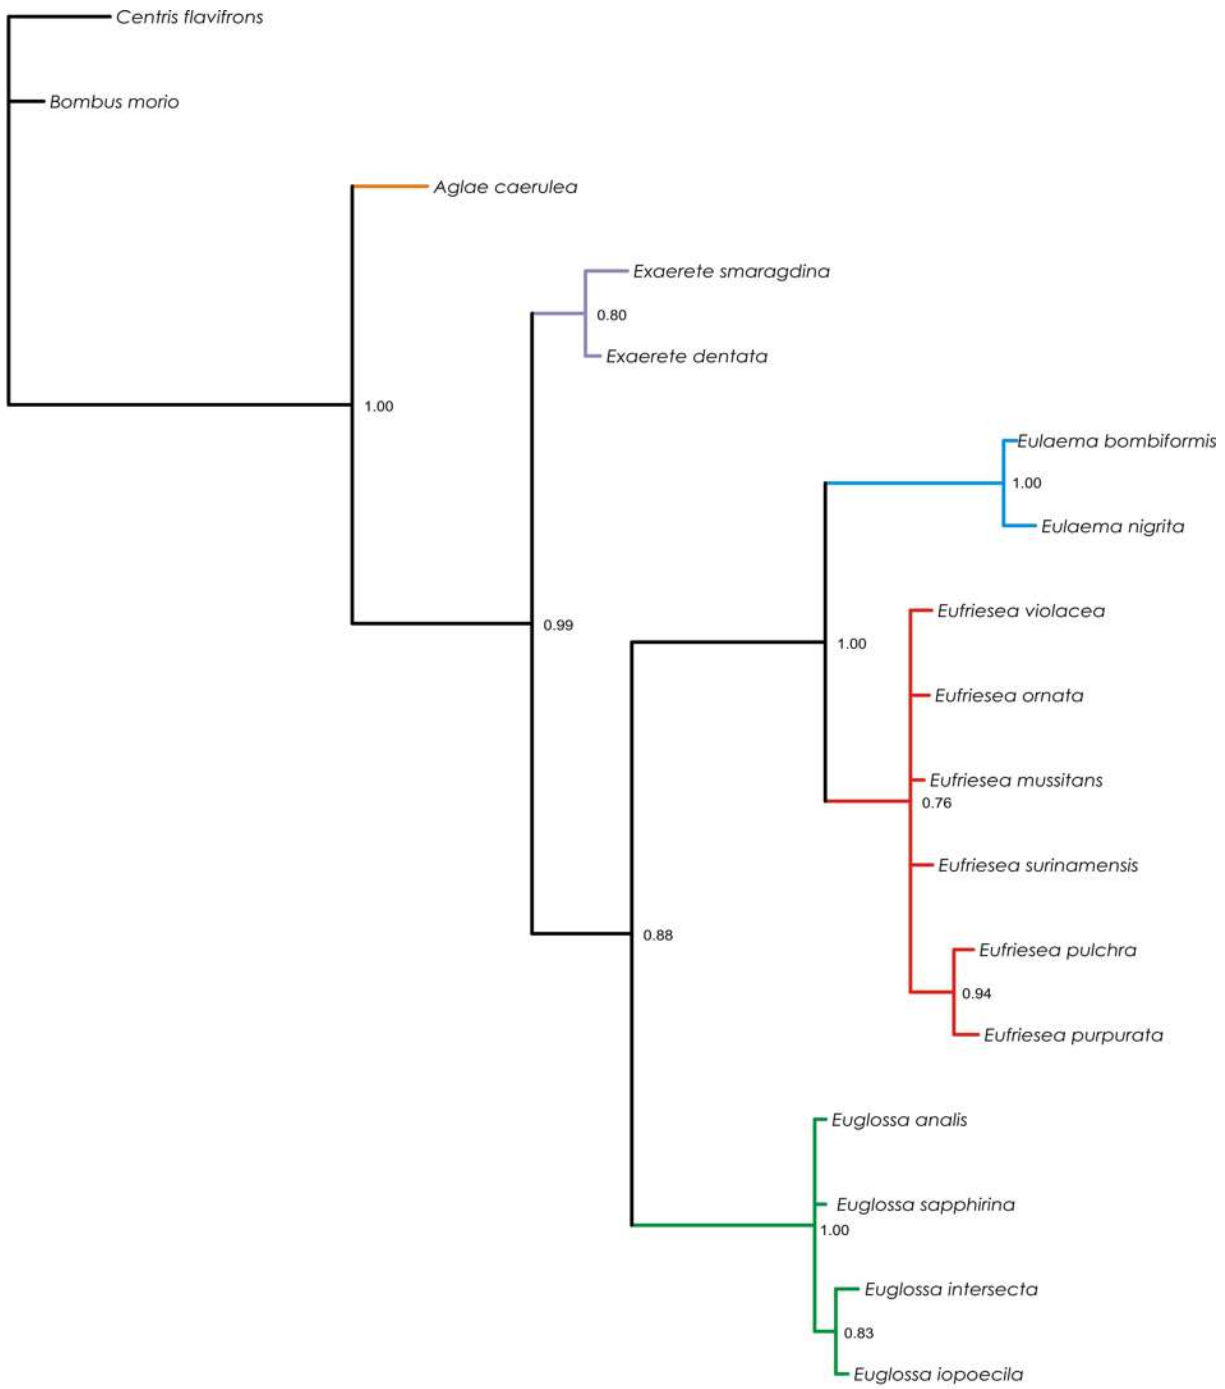 Centris flavifrons
Bombus morio
Aglae caerulea
Exaerete smaragdina
0.80
Exaerete dentata
1.00
Eulaema bombiformis
1.00
Eulaema nigrita
Eufriesea violacea
0.99
1.00
Eufriesea ornata
Eufriesea mussitans
0.76
Eufriesea surinamensis
0.88
Eufriesea pulchra
0.94
Eufriesea purpurata
Euglossa analis
Euglossa sapphirina
1.00
Euglossa intersecta
0.83
Euglossa iopoecila